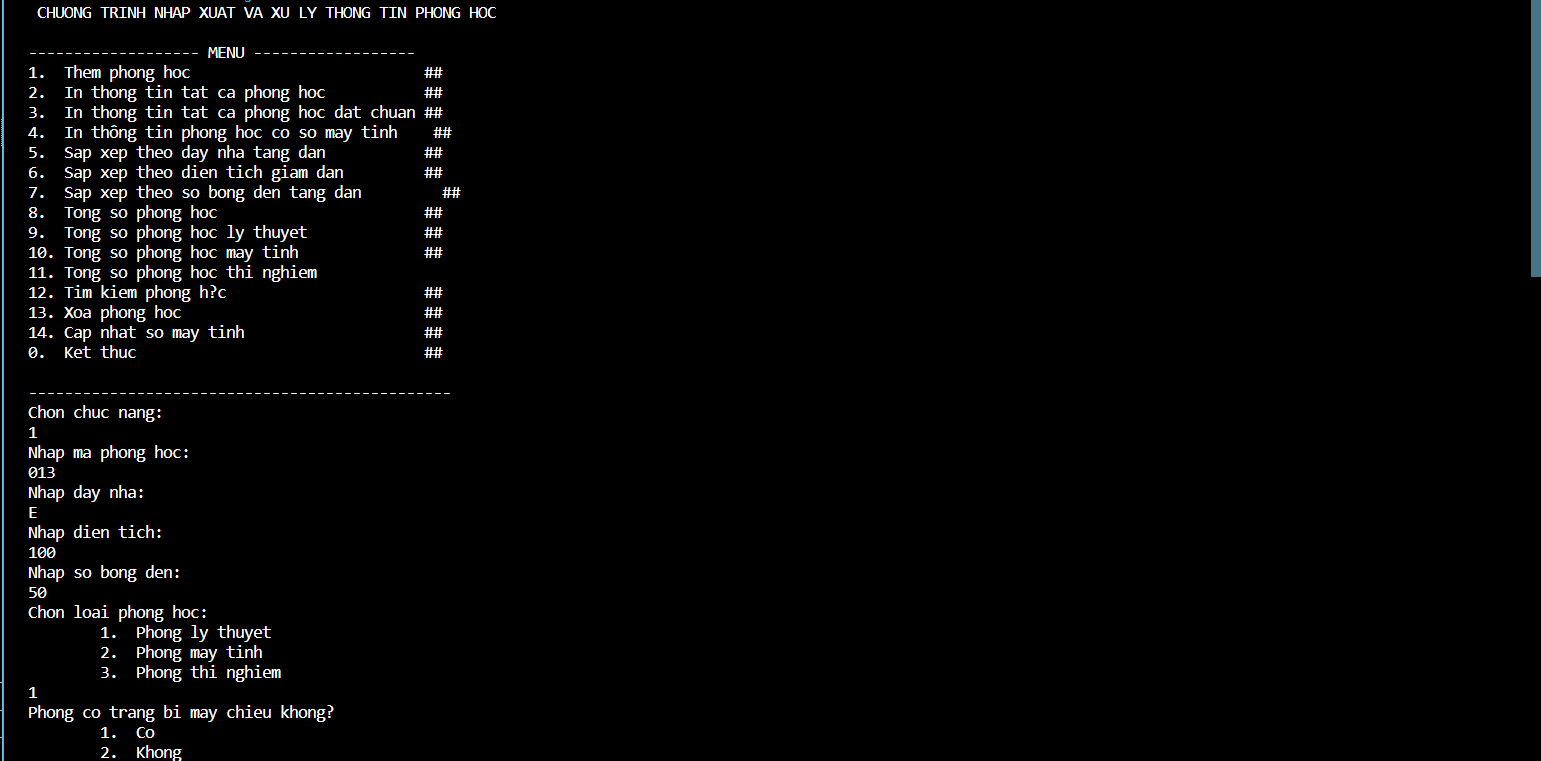 CHUONG TRINH NHAP XUAT VA XU LY THONG TIN PHONG HOC
------------------- MENU ------------------
1. Them phong hoc ##
2. In thong tin tat ca phong hoc ##
3. In thong tin tat ca phong hoc dat chuan ##
4. In thông tin phong hoc co so may tinh ##
5. Sap xep theo day nha tang dan ##
6. Sap xep theo dien tich giam dan ##
7. Sap xep theo so bong den tang dan ##
8. Tong so phong hoc ##
9. Tong so phong hoc ly thuyet ##
10. Tong so phong hoc may tinh ##
11. Tong so phong hoc thi nghiem
12. Tim kiem phong h?c ##
13. Xoa phong hoc ##
14. Cap nhat so may tinh ##
0. Ket thuc ##
-----------------------------------------------
Chon chuc nang:
1
Nhap ma phong hoc:
013
Nhap day nha:
E
Nhap dien tich:
100
Nhap so bong den:
50
Chon loai phong hoc:
1. Phong ly thuyet
2. Phong may tinh
3. Phong thi nghiem
1
Phong co trang bi may chieu khong?
1. Co
2. Khong